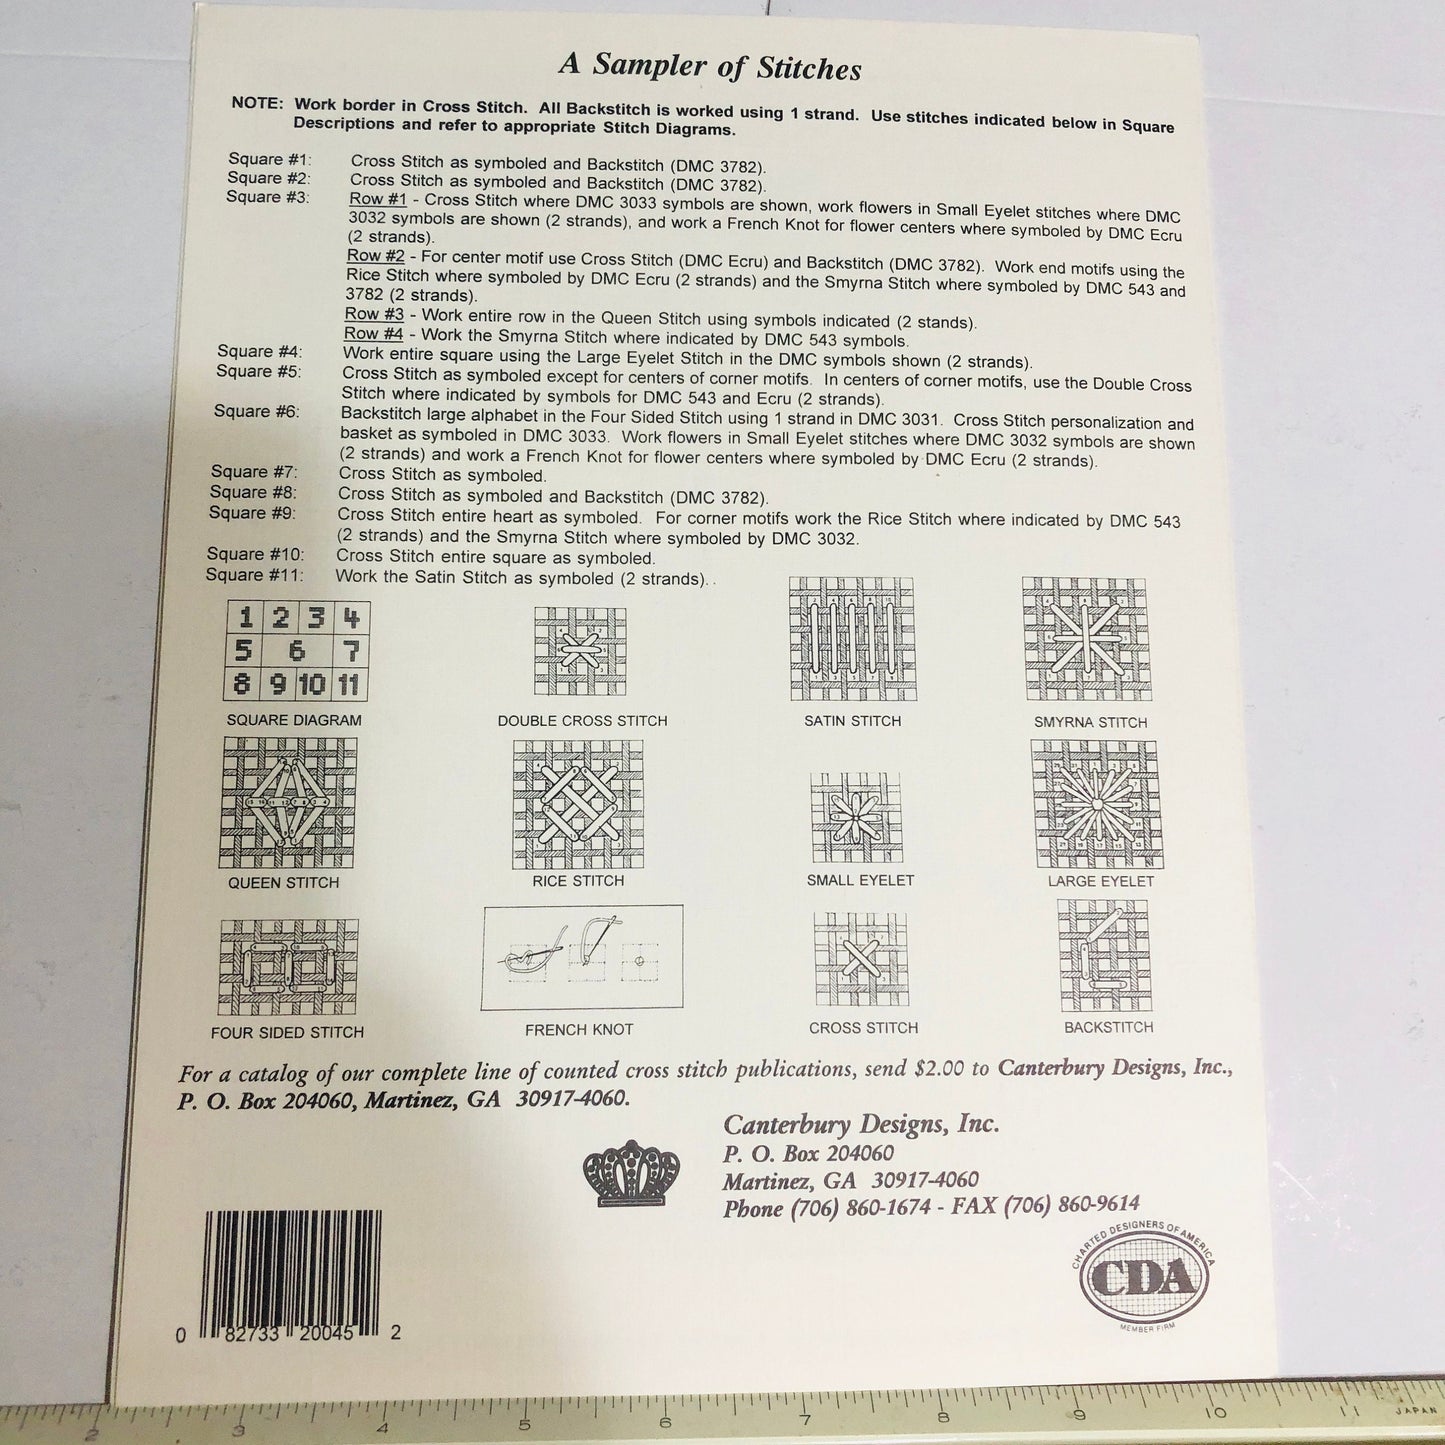 A Sampler of Stitches
NOTE: Work border in Cross Stitch. All Backstitch is worked using 1 strand. Use stitches indicated below in Square
Descriptions and refer to appropriate Stitch Diagrams.
Square #1: Cross Stitch as symboled and Backstitch (DMC 3782).
Square #2: Cross Stitch as symboled and Backstitch (DMC 3782).
Square #3: Row #1 - Cross Stitch where DMC 3033 symbols are shown, work flowers in Small Eyelet stitches where DMC
3032 symbols are shown (2 strands), and work a French Knot for flower centers where symboled by DMC Ecru
(2 strands).
Row #2 - For center motif use Cross Stitch (DMC Ecru) and Backstitch (DMC 3782). Work end motifs using the
Rice Stitch where symboled by DMC Ecru (2 strands) and the Smyrna Stitch where symboled by DMC 543 and
3782 (2 strands).
Row #3 - Work entire row in the Queen Stitch using symbols indicated (2 stands).
Row #4 - Work the Smyrna Stitch where indicated by DMC 543 symbols.
Square #4: Work entire square using the Large Eyelet Stitch in the DMC symbols shown (2 strands).
Square #5: Cross Stitch as symboled except for centers of corner motifs. In centers of corner motifs, use the Double Cross
Stitch where indicated by symbols for DMC 543 and Ecru (2 strands).
Square #6: Backstitch large alphabet in the Four Sided Stitch using 1 strand in DMC 3031. Cross Stitch personalization and
basket as symboled in DMC 3033. Work flowers in Small Eyelet stitches where DMC 3032 symbols are shown
(2 strands) and work a French Knot for flower centers where symboled by DMC Ecru (2 strands).
Square #7: Cross Stitch as symboled.
Square #8: Cross Stitch as symboled and Backstitch (DMC 3782).
Square #9: Cross Stitch entire heart as symboled. For corner motifs work the Rice Stitch where indicated by DMC 543
(2 strands) and the Smyrna Stitch where symboled by DMC 3032.
Square #10: Cross Stitch entire square as symboled.
Square #11: Work the Satin Stitch as symboled (2 strands). .
1 2 3 4
5 6 7
8 9 10 11
SQUARE DIAGRAM DOUBLE CROSS STITCH SATIN STITCH SMYRNA STITCH
QUEEN STITCH RICE STITCH SMALL EYELET LARGE EYELET
FOUR SIDED STITCH FRENCH KNOT CROSS STITCH BACKSTITCH
For a catalog of our complete line of counted cross stitch publications, send $2.00 to Canterbury Designs, Inc.,
P. O. Box 204060, Martinez, GA 30917-4060.
Canterbury Designs, Inc.
P. O. Box 204060
Martinez, GA 30917-4060
Phone (706) 860-1674 - FAX (706) 860-9614
CHARTED DESIGNERS OF AMERICA
CDA
MEMBER FIRM
0 82733 20045 2
2 3 4 5 6 7 8 9 10 11 JAPAN